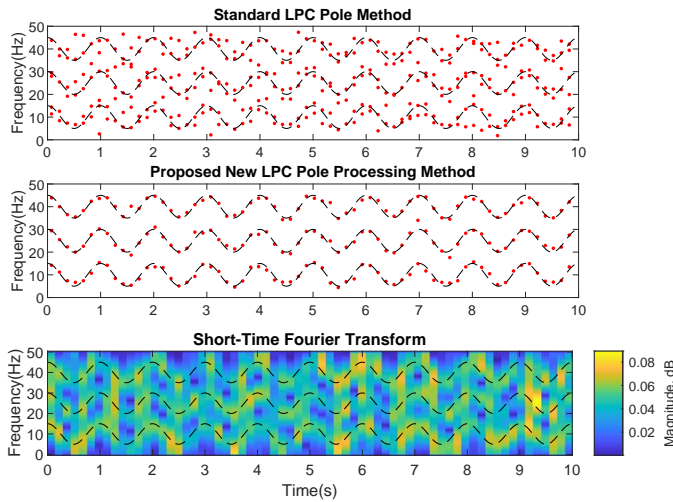 Standard LPC Pole Method
50
40
30
20
10
0
Frequency(Hz)
0 1 2 3 4 5 6 7 8 9 10
Proposed New LPC Pole Processing Method
50
40
30
20
10
0
Frequency(Hz)
0 1 2 3 4 5 6 7 8 9 10
Short-Time Fourier Transform
50
40
30
20
10
0
Frequency(Hz)
0 1 2 3 4 5 6 7 8 9 10
Time(s)
0.08
0.06
0.04
0.02
Magnitude, dB